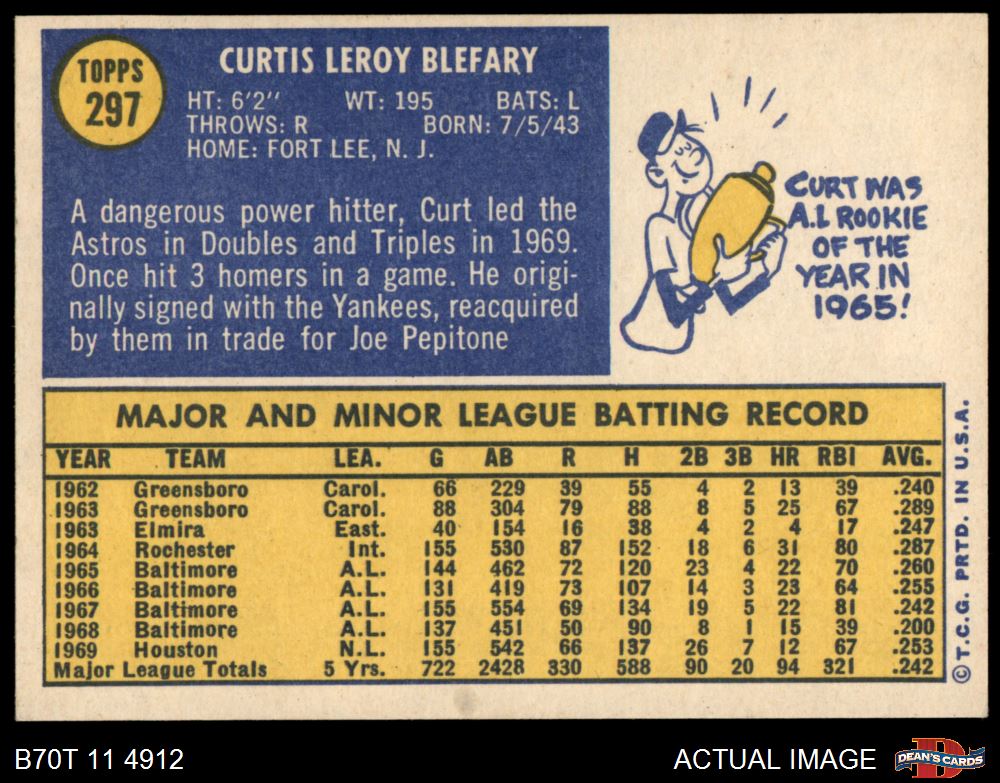 TOPPS
297
CURTIS LEROY BLEFARY
HT: 6'2" WT: 195 BATS: L
THROWS: R BORN: 7/5/43
HOME: FORT LEE, N. J.
A dangerous power hitter, Curt led the
Astros in Doubles and Triples in 1969.
Once hit 3 homers in a game. He origi-
nally signed with the Yankees, reacquired
by them in trade for Joe Pepitone
CURT WAS
A.L ROOKIE
OF THE
YEAR IN
1965!
MAJOR AND MINOR LEAGUE BATTING RECORD
YEAR TEAM LEA. G AB R H 2B 3B HR RBI AVG.
1962 Greensboro Carol. 66 229 39 55 4 2 13 39 .240
1963 Greensboro Carol. 88 304 79 88 8 5 25 67 .289
1963 Elmira East. 40 154 16 38 4 2 4 17 .247
1964 Rochester Int. 155 530 87 152 18 6 31 80 .287
1965 Baltimore A.L. 144 462 72 120 23 4 22 70 .260
1966 Baltimore A.L. 131 419 73 107 14 3 23 64 .255
1967 Baltimore A.L. 155 554 69 134 19 5 22 81 .242
1968 Baltimore A.L. 137 451 50 90 8 1 15 39 .200
1969 Houston N.L. 155 542 66 137 26 7 12 67 .253
Major League Totals 5 Yrs. 722 2428 330 588 90 20 94 321 .242
© T.C.G. PRTD. IN U.S.A.
B70T 11 4912
ACTUAL IMAGE
D
DEAN'S CARDS